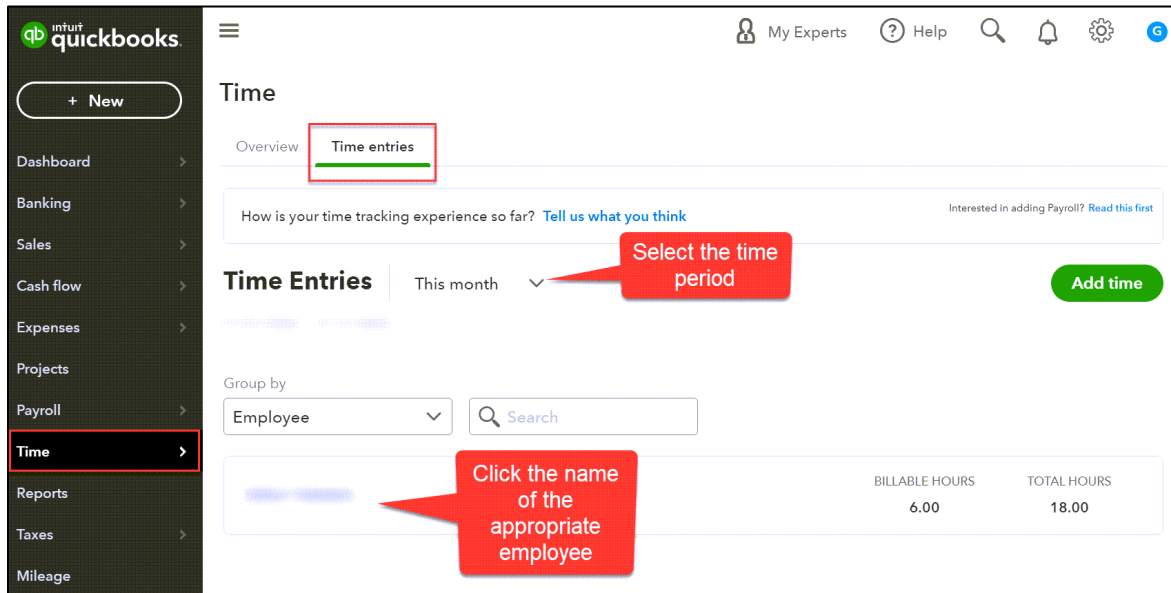 intuit
quickbooks.
qb
My Experts
Help
G
+ New
Time
Overview
Time entries
Dashboard
Banking
Sales
Cash flow
Expenses
Projects
Payroll
Time
Reports
Taxes
Mileage
How is your time tracking experience so far? Tell us what you think
Interested in adding Payroll? Read this first
Time Entries
This month
Select the time
period
Add time
Group by
Employee
Search
Click the name
of the
appropriate
employee
BILLABLE HOURS
TOTAL HOURS
6.00
18.00